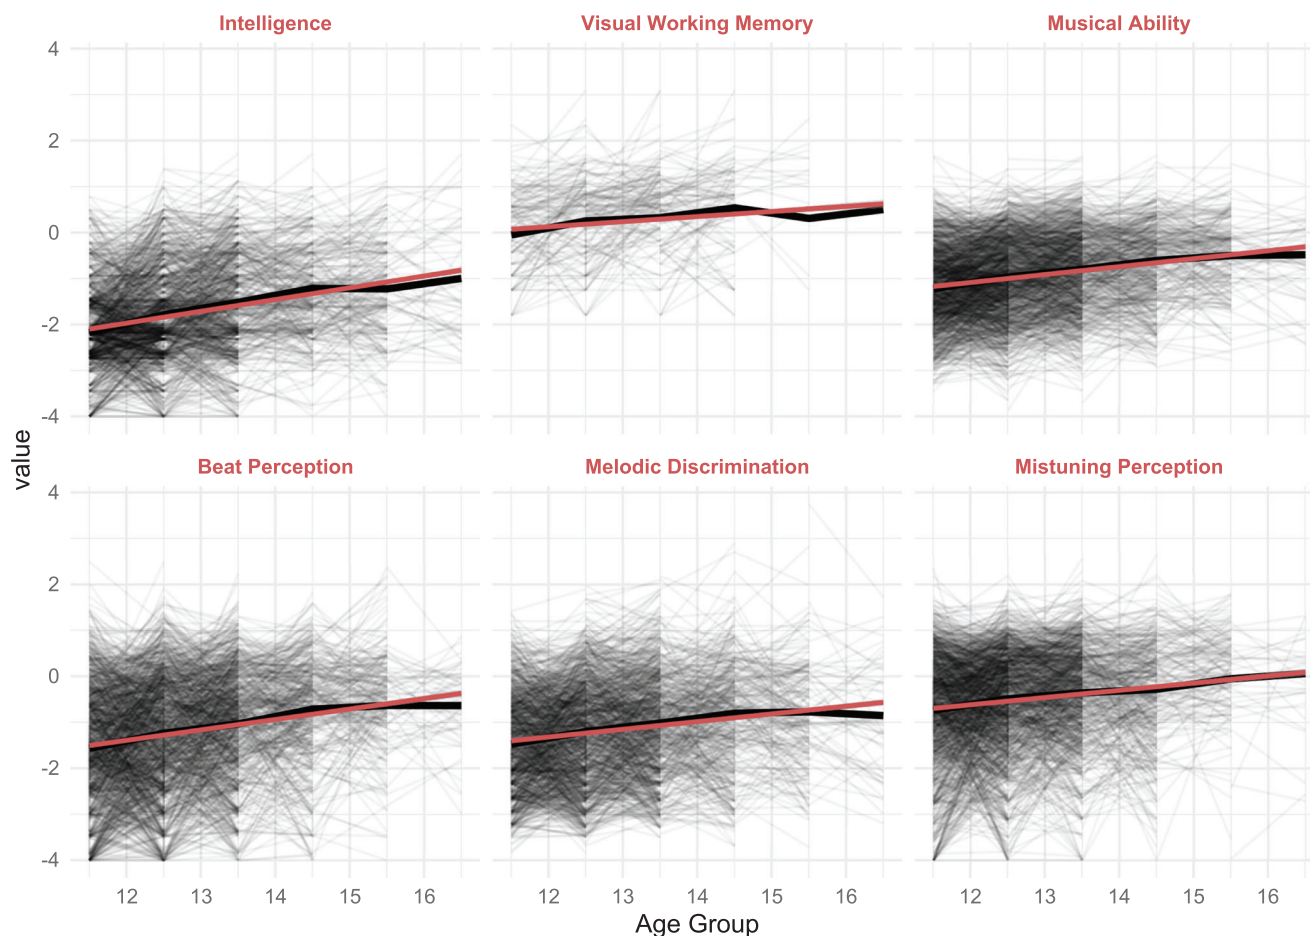 Intelligence
Visual Working Memory
Musical Ability
4
2
0
-2
-4
value
Beat Perception
Melodic Discrimination
Mistuning Perception
4
2
0
-2
-4
12 13 14 15 16
12 13 14 15 16
12 13 14 15 16
Age Group